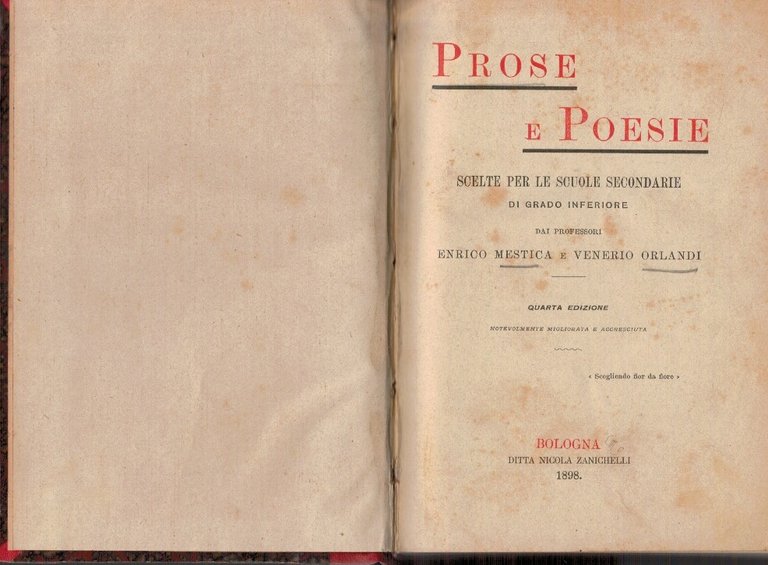 PROSE
E POESIE
SCELTE PER LE SCUOLE SECONDARIE
DI GRADO INFERIORE
DAI PROFESSORI
ENRICO MESTICA E VENERIO ORLANDI
QUARTA EDIZIONE
NOTEVOLMENTE MIGLIORATA E ACCRESCIUTA
« Scegliendo fior da fiore »
BOLOGNA
DITTA NICOLA ZANICHELLI
1898.